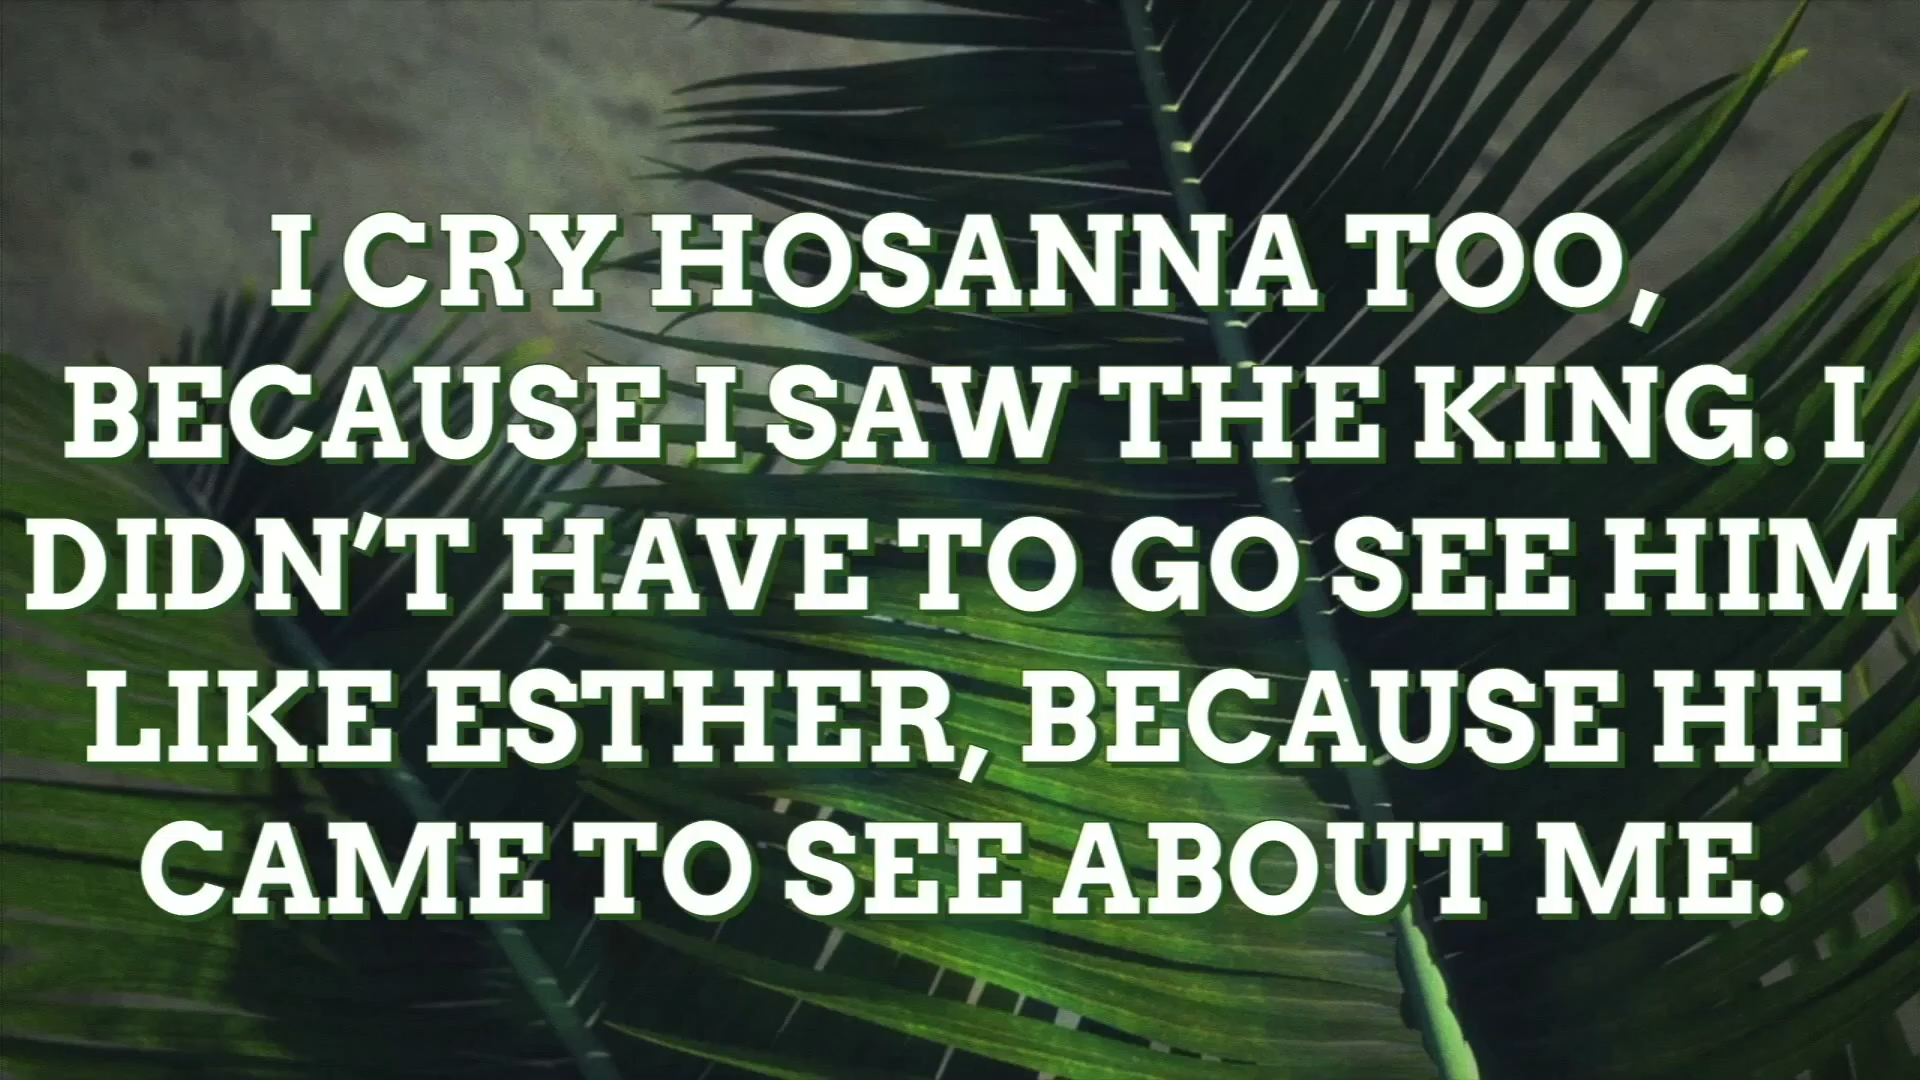 I CRY HOSANNA TOO,
BECAUSE I SAW THE KING. I
DIDN’T HAVE TO GO SEE HIM
LIKE ESTHER, BECAUSE HE
CAME TO SEE ABOUT ME.